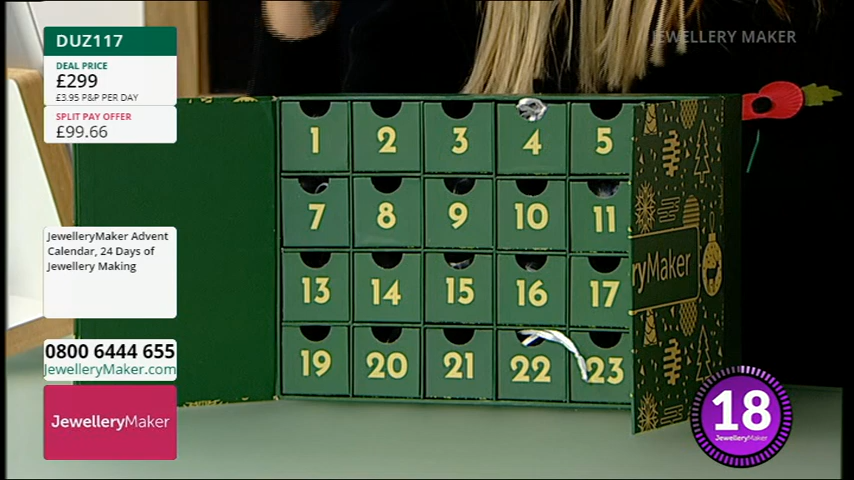 DUZ117
JEWELLERY MAKER
DEAL PRICE
£299
£3.95 P&P PER DAY
SPLIT PAY OFFER
£99.66
JewelleryMaker Advent
Calendar, 24 Days of
Jewellery Making
0800 6444 655
JewelleryMaker.com
JewelleryMaker
1 2 3 4 5
7 8 9 10 11
13 14 15 16 17
19 20 21 22 23
ryMaker
18
JewelleryMaker